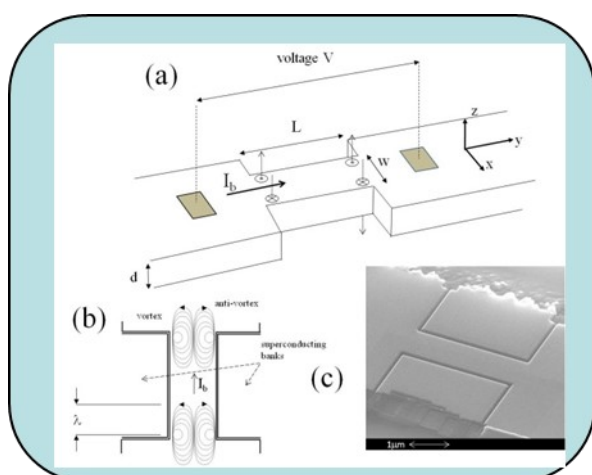 voltage V
(a)
L
z
y
x
w
I_b
d
(b)
vortex
anti-vortex
superconducting
banks
I_b
λ
(c)
1μm